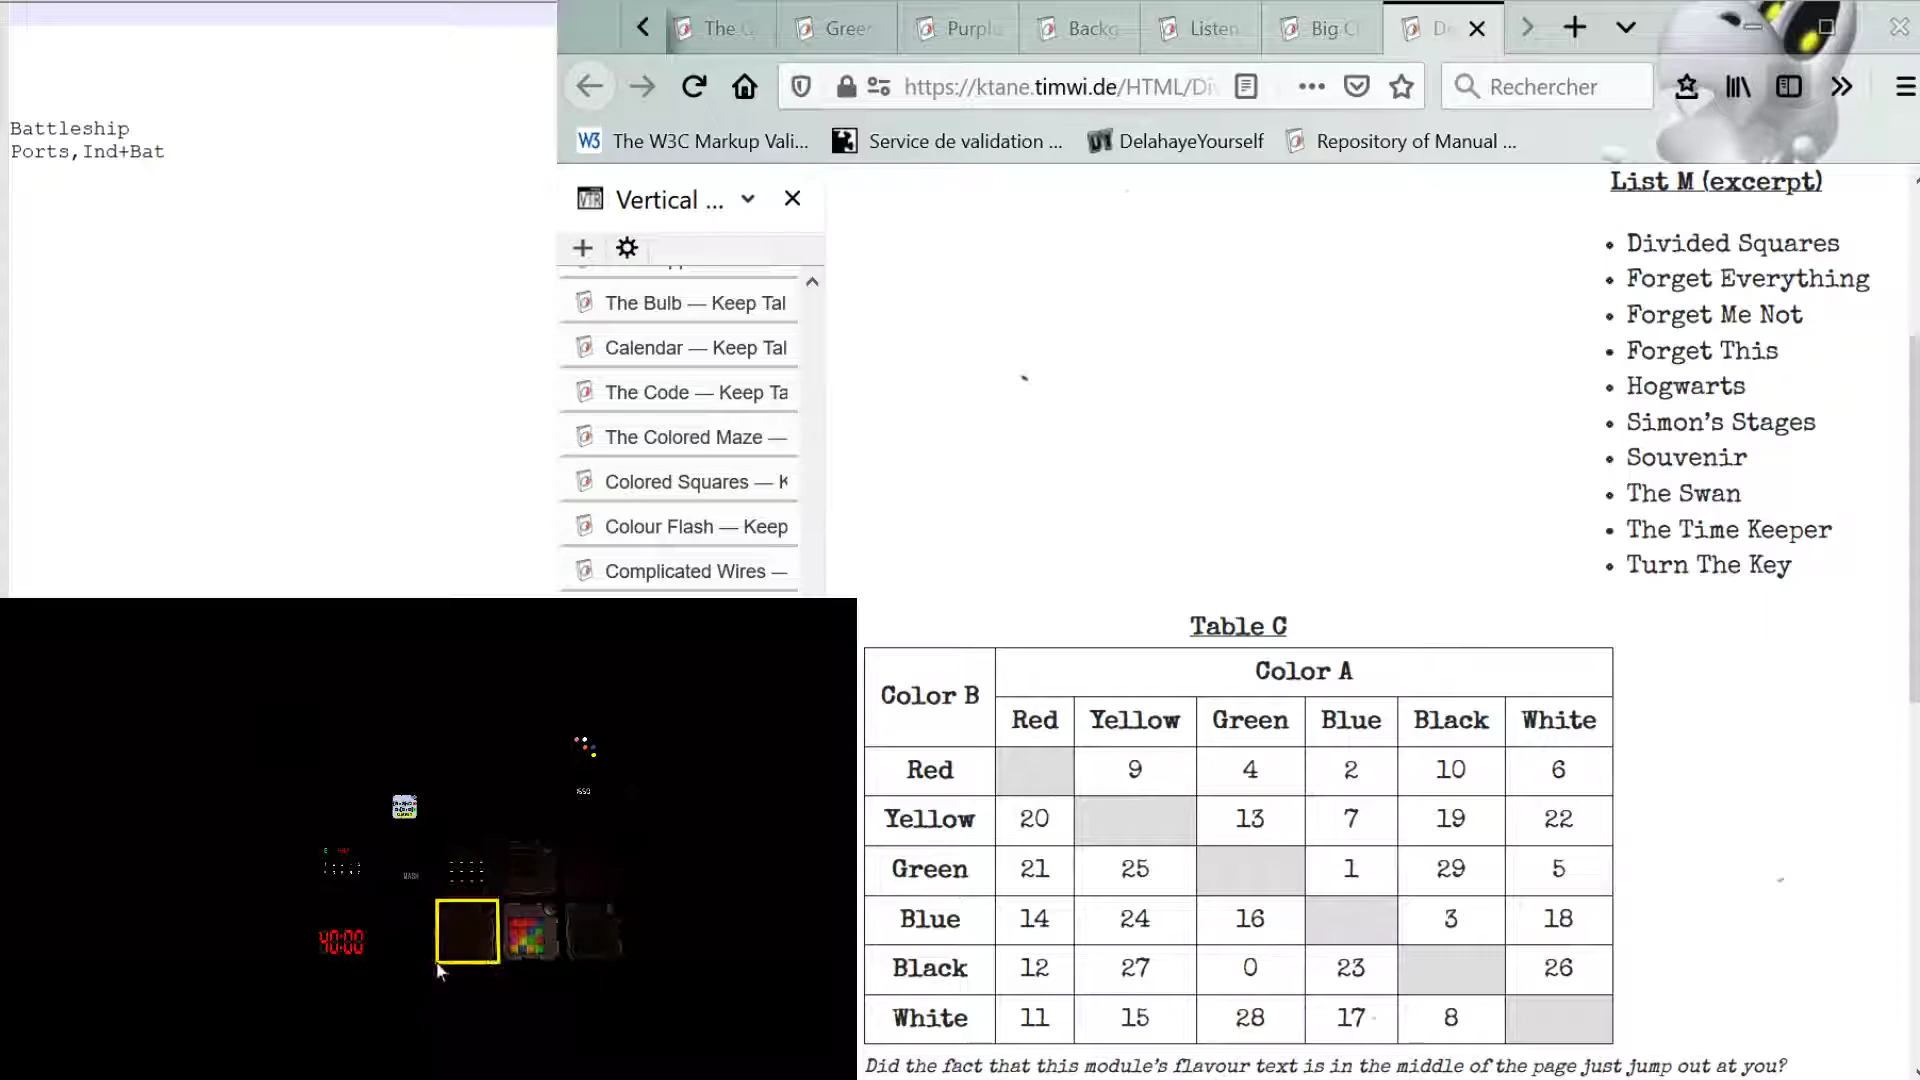 Battleship
Ports,Ind+Bat
The
Green
Purpl
Backg
Listen
Big Cl
https://ktane.timwi.de/HTML/Di
Rechercher
The W3C Markup Vali...
Service de validation ...
DelahayeYourself
Repository of Manual ...
Vertical ...
The Bulb — Keep Tal
Calendar — Keep Tal
The Code — Keep Ta
The Colored Maze —
Colored Squares — K
Colour Flash — Keep
Complicated Wires —
List M (excerpt)
Divided Squares
Forget Everything
Forget Me Not
Forget This
Hogwarts
Simon's Stages
Souvenir
The Swan
The Time Keeper
Turn The Key
Table C
Color B
Color A
Red Yellow Green Blue Black White
Red 9 4 2 10 6
Yellow 20 13 7 19 22
Green 21 25 1 29 5
Blue 14 24 16 3 18
Black 12 27 0 23 26
White 11 15 28 17 8
Did the fact that this module's flavour text is in the middle of the page just jump out at you?
1650
40:00